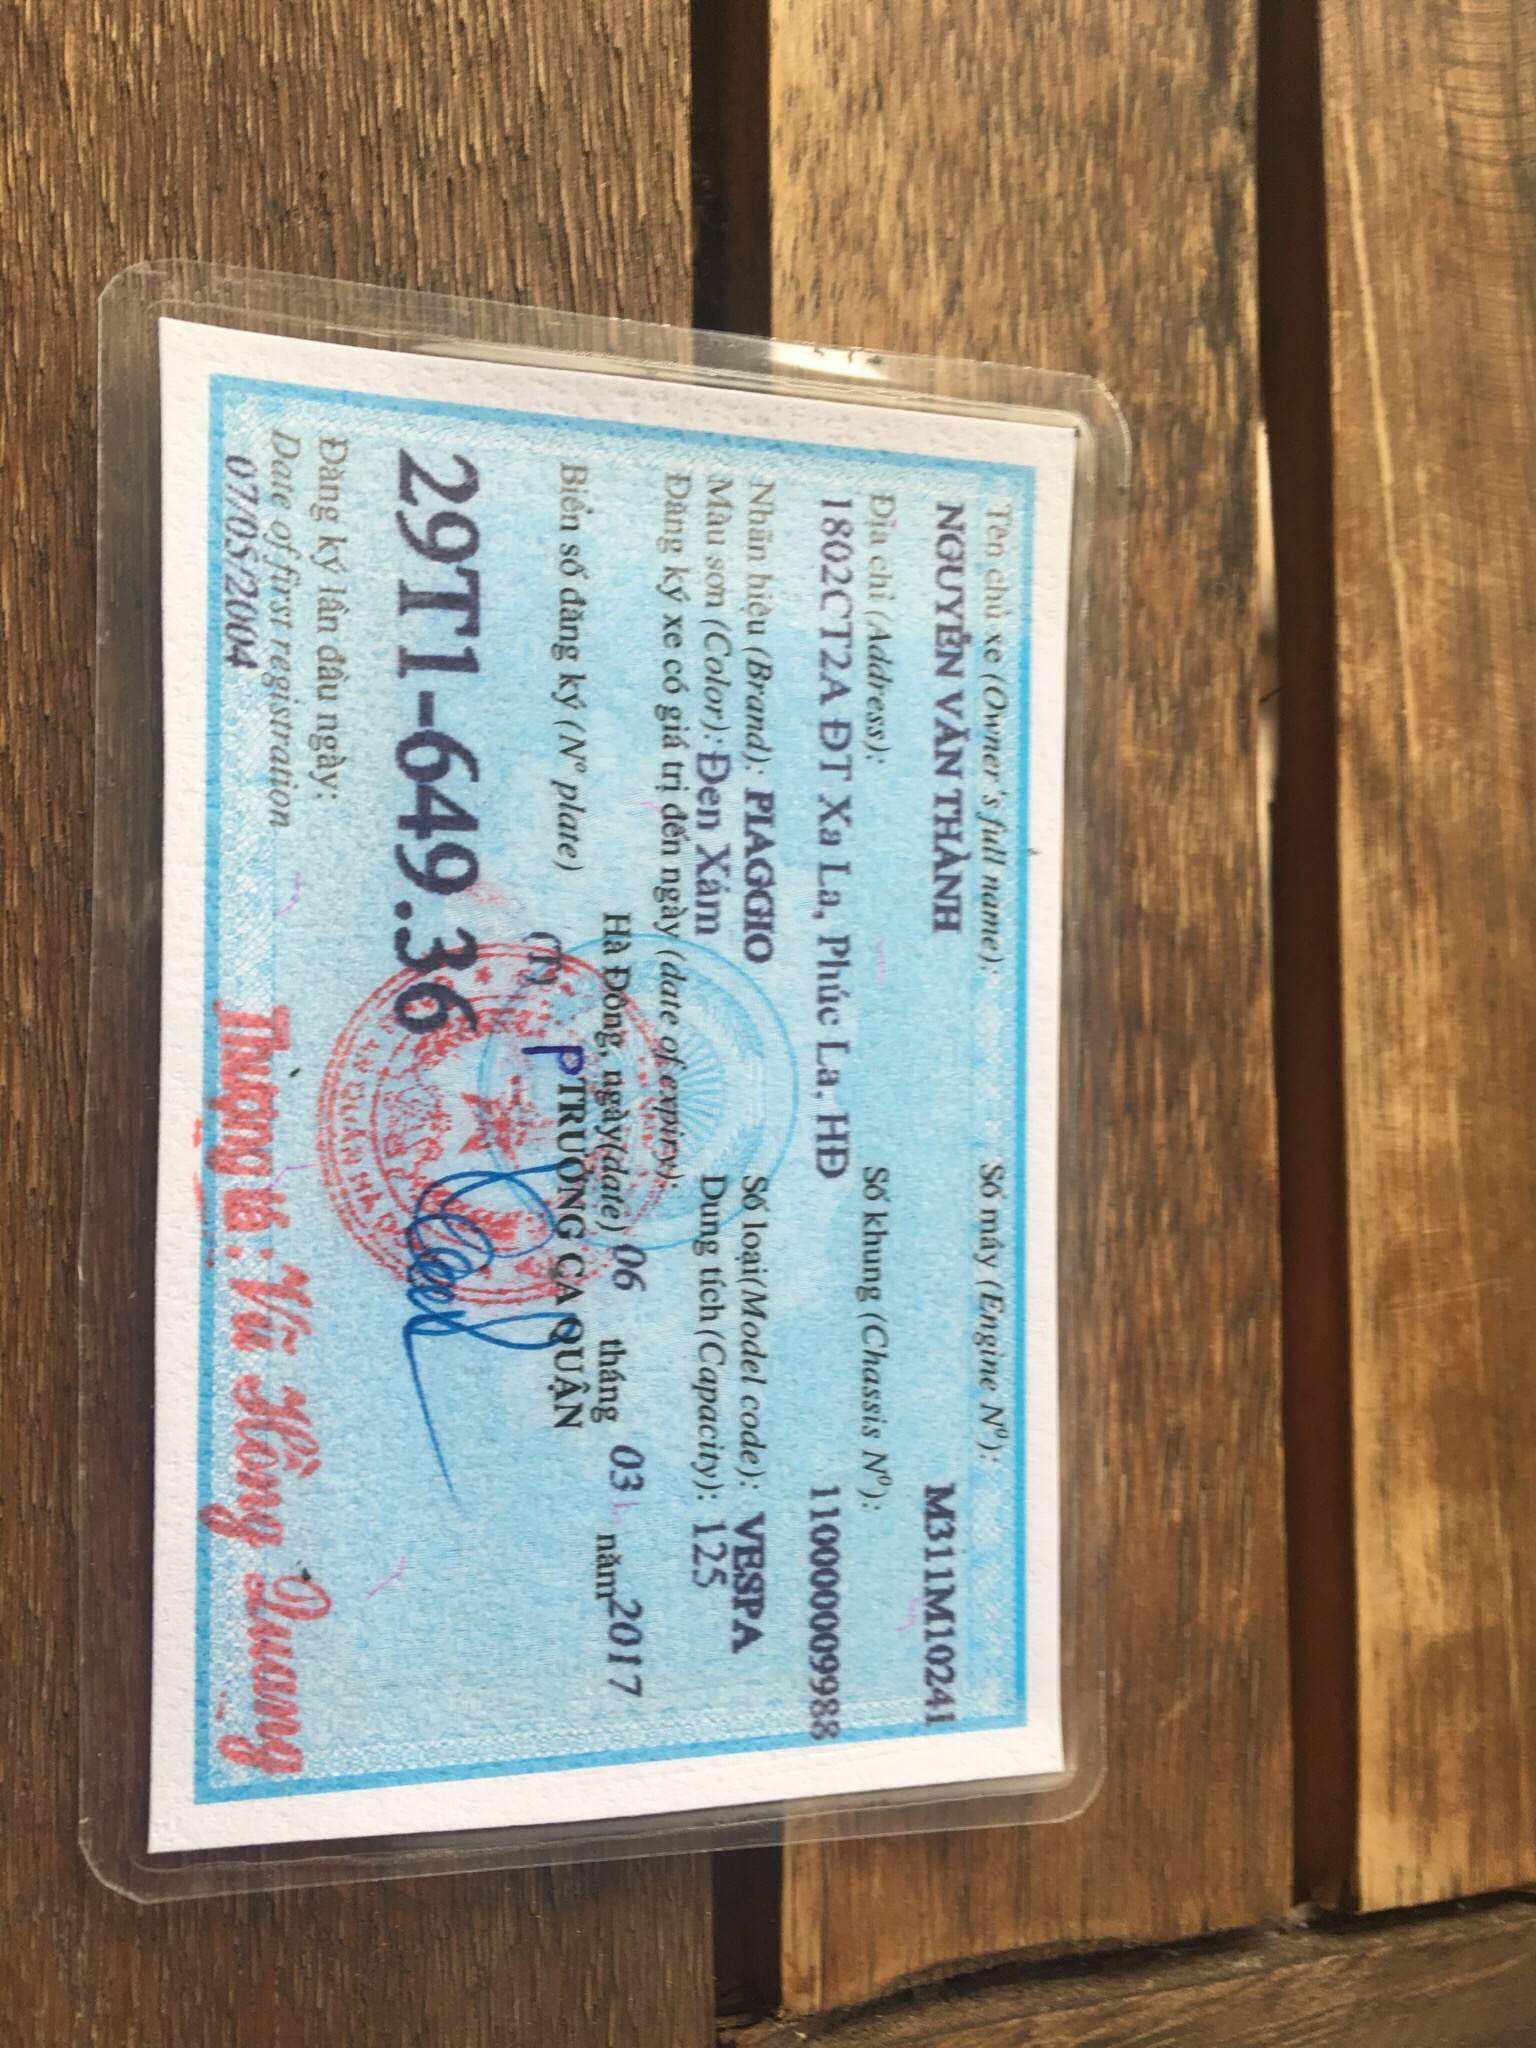 Tên chủ xe (Owner's full name): Số máy (Engine Nº):
NGUYỄN VĂN THÀNH M311M10241
Địa chỉ (Address): Số khung (Chassis Nº):
1802CT2A ĐT Xa La, Phúc La, HĐ 11000009988
Nhãn hiệu (Brand): PIAGGIO Số loại (Model code): VESPA
Màu sơn (Color): Đen Xám Dung tích (Capacity): 125
Đăng ký xe có giá trị đến ngày (date of expiry):
Hà Đông, ngày (date) 06 tháng 03 năm 2017
Biển số đăng ký (Nº plate) (T) P TRƯỞNG CA QUẬN
29T1-649.36
Đăng ký lần đầu ngày:
Date of first registration
07/05/2004
Thượng tá: Vũ Hồng Quang